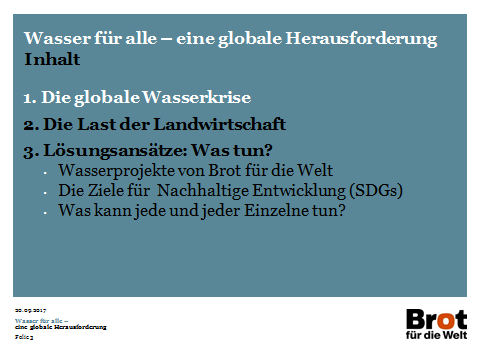 Wasser für alle – eine globale Herausforderung
Inhalt
1. Die globale Wasserkrise
2. Die Last der Landwirtschaft
3. Lösungsansätze: Was tun?
• Wasserprojekte von Brot für die Welt
• Die Ziele für Nachhaltige Entwicklung (SDGs)
• Was kann jede und jeder Einzelne tun?
20.09.2017
Wasser für alle –
eine globale Herausforderung
Folie 3
Brot
für die Welt